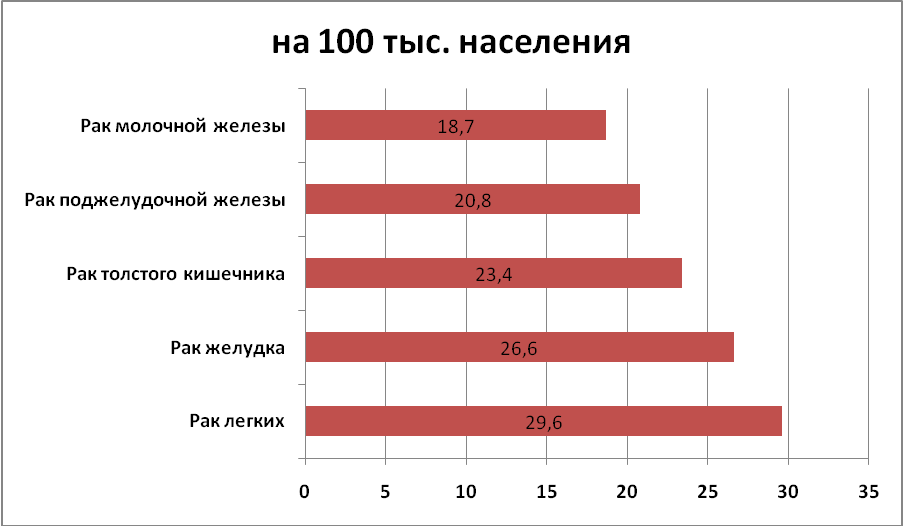 на 100 тыс. населения
Рак молочной железы
18,7
Рак поджелудочной железы
20,8
Рак толстого кишечника
23,4
Рак желудка
26,6
Рак легких
29,6
0 5 10 15 20 25 30 35